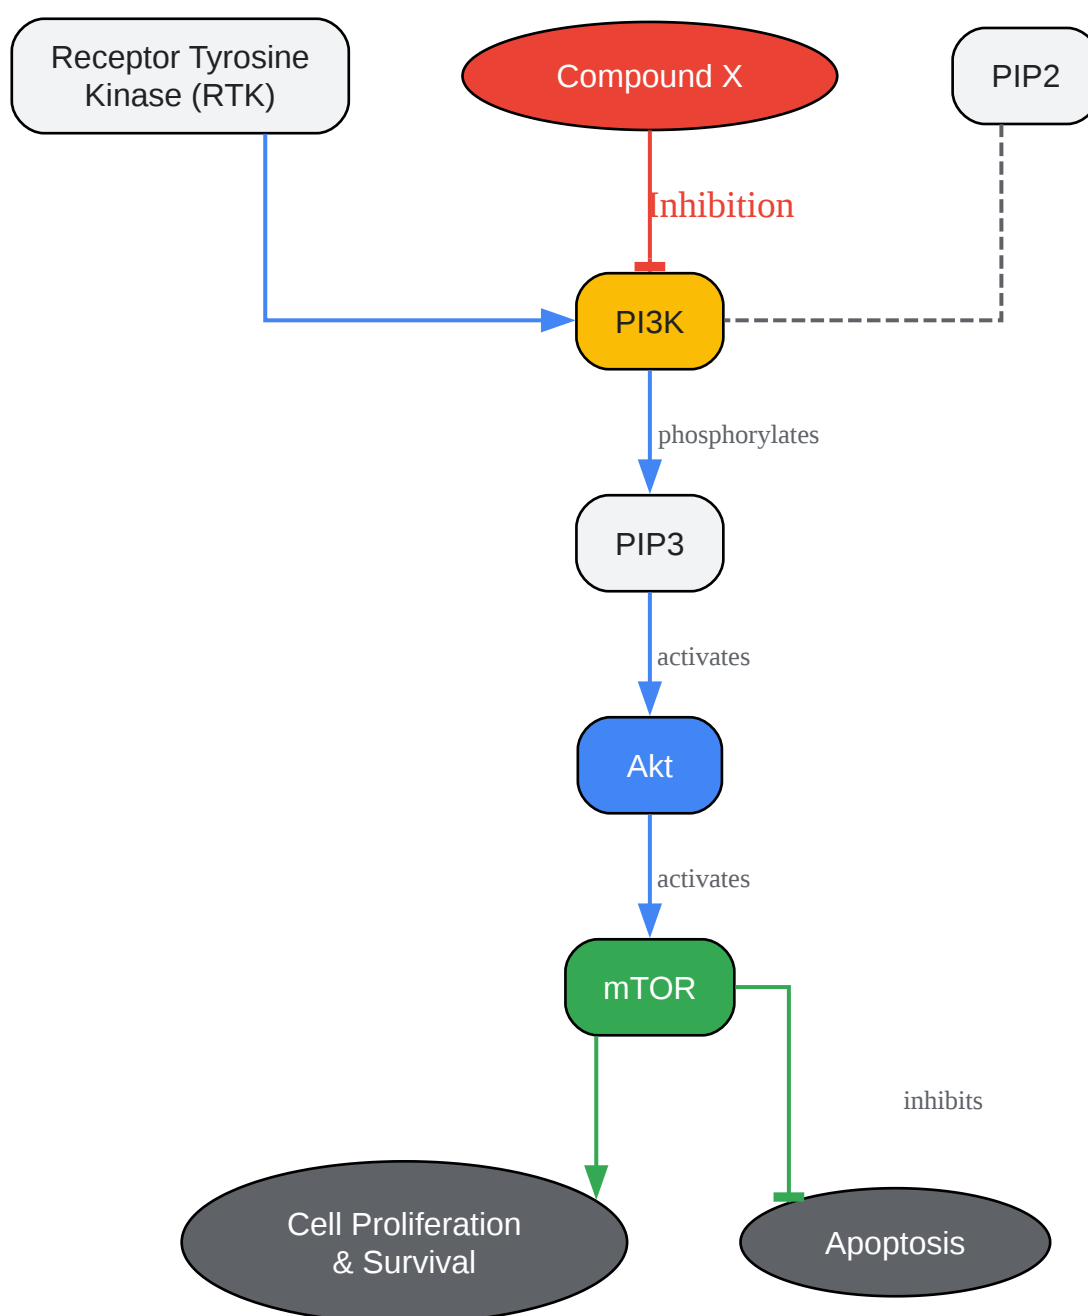 Receptor Tyrosine
Kinase (RTK)
Compound X
PIP2
Inhibition
PI3K
phosphorylates
PIP3
activates
Akt
activates
mTOR
inhibits
Cell Proliferation
& Survival
Apoptosis